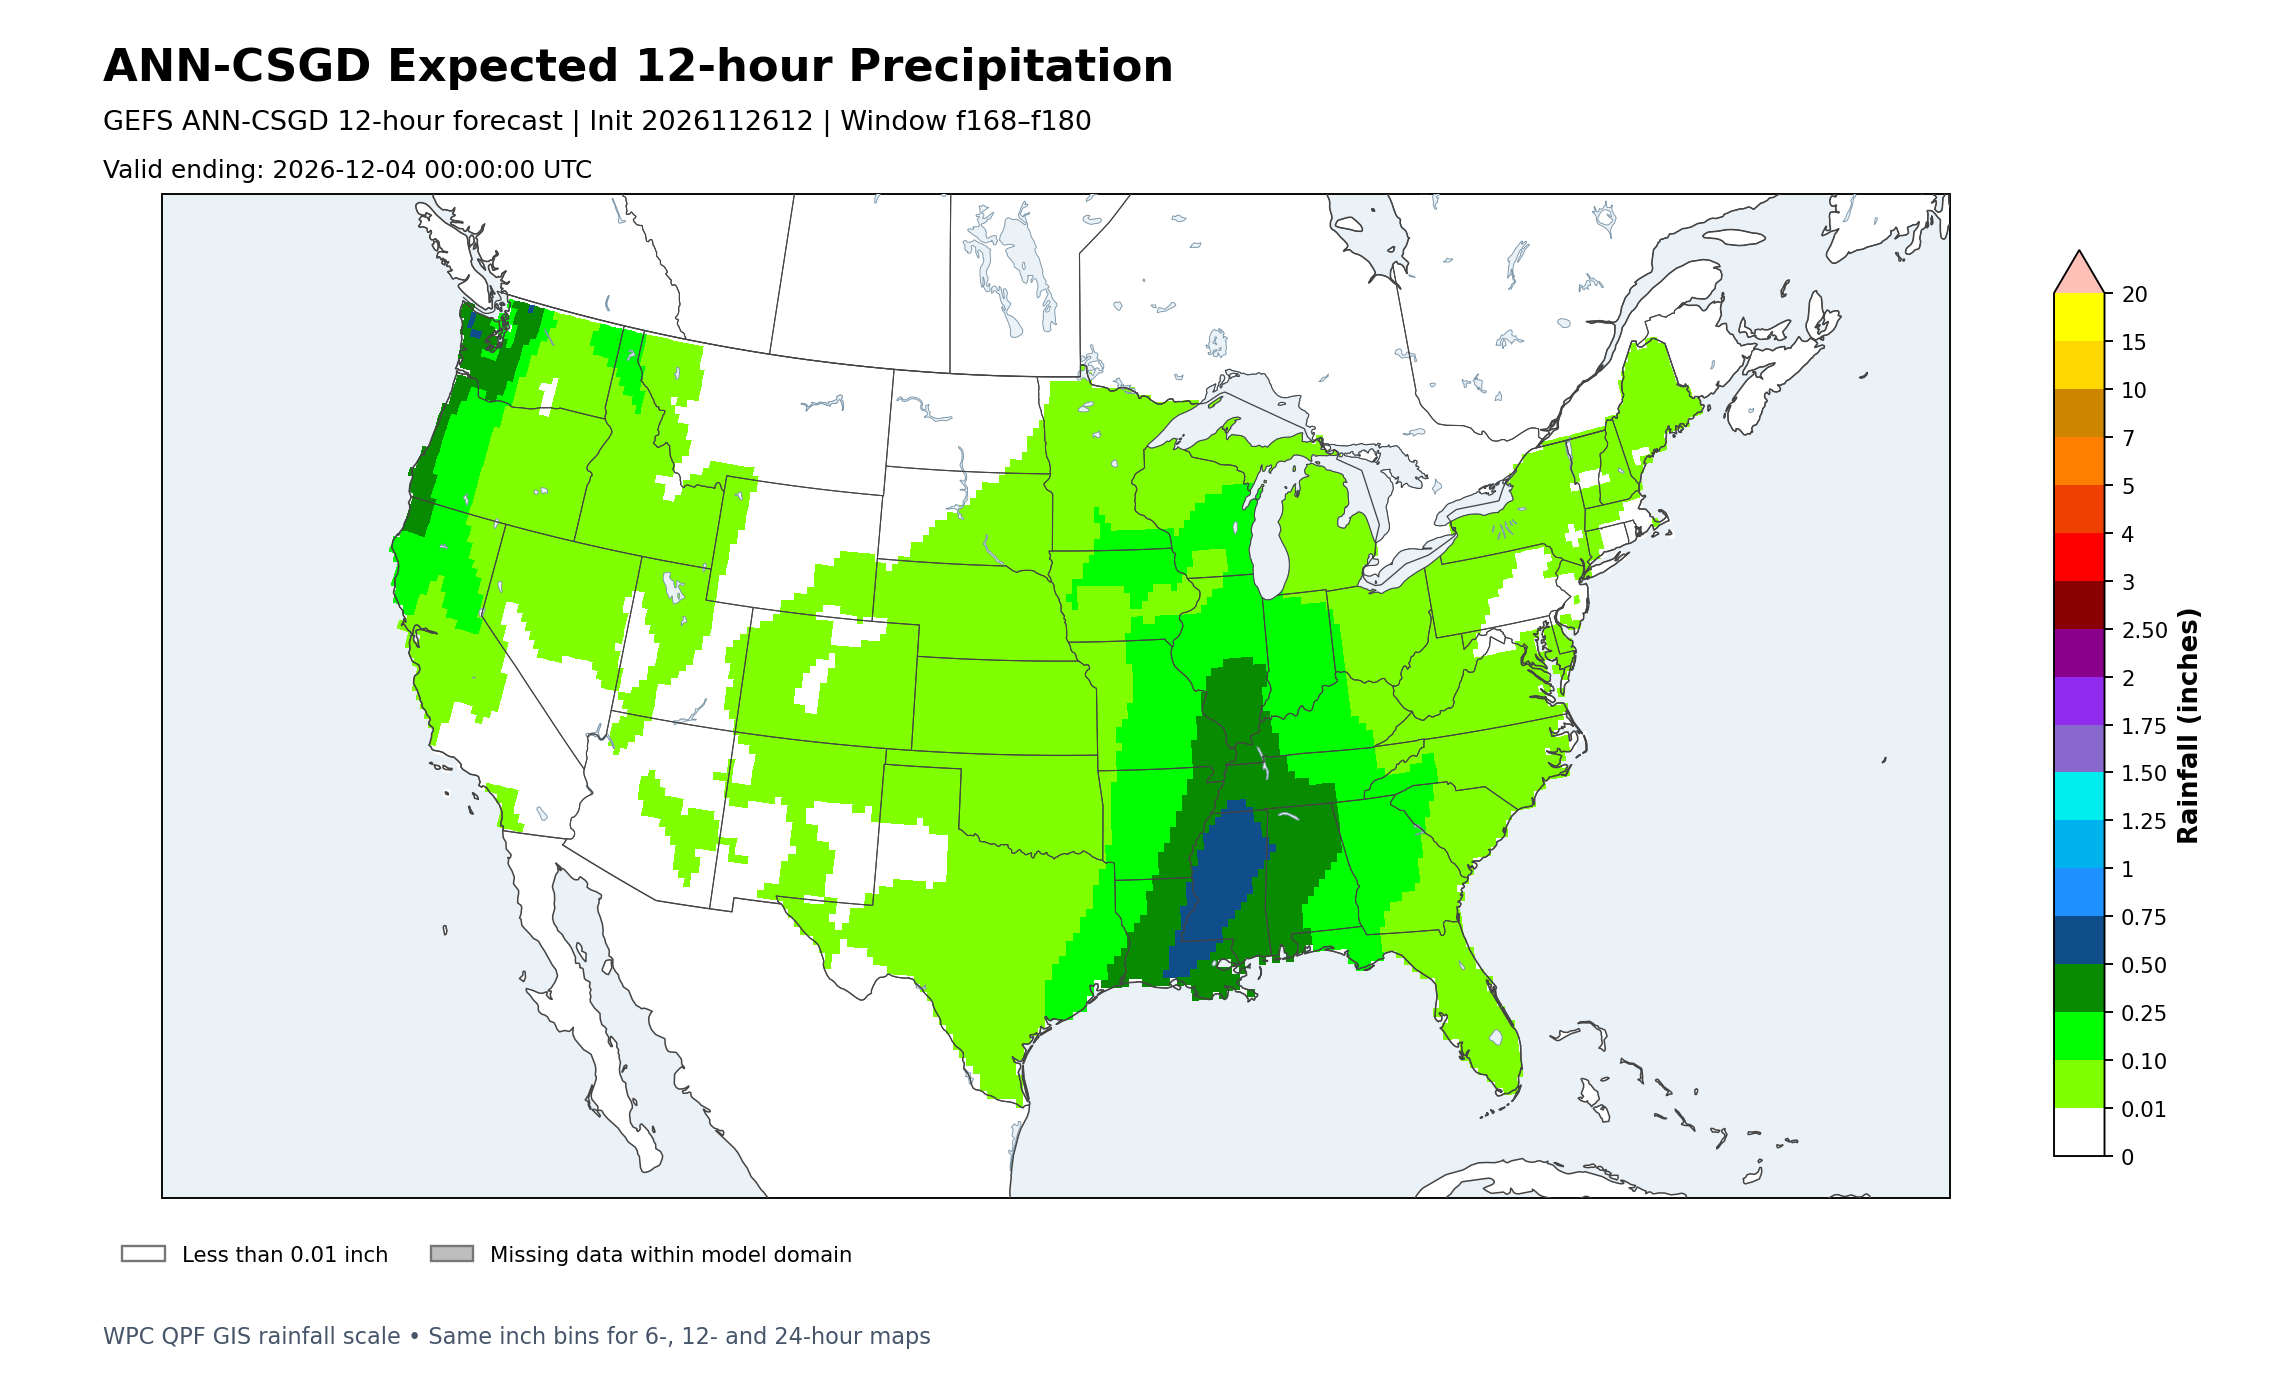 ANN-CSGD Expected 12-hour Precipitation
GEFS ANN-CSGD 12-hour forecast | Init 2026112612 | Window f168–f180
Valid ending: 2026-12-04 00:00:00 UTC
20
15
10
7
5
4
3
2.50
2
1.75
1.50
1.25
1
0.75
0.50
0.25
0.10
0.01
0
Rainfall (inches)
Less than 0.01 inch
Missing data within model domain
WPC QPF GIS rainfall scale • Same inch bins for 6-, 12- and 24-hour maps